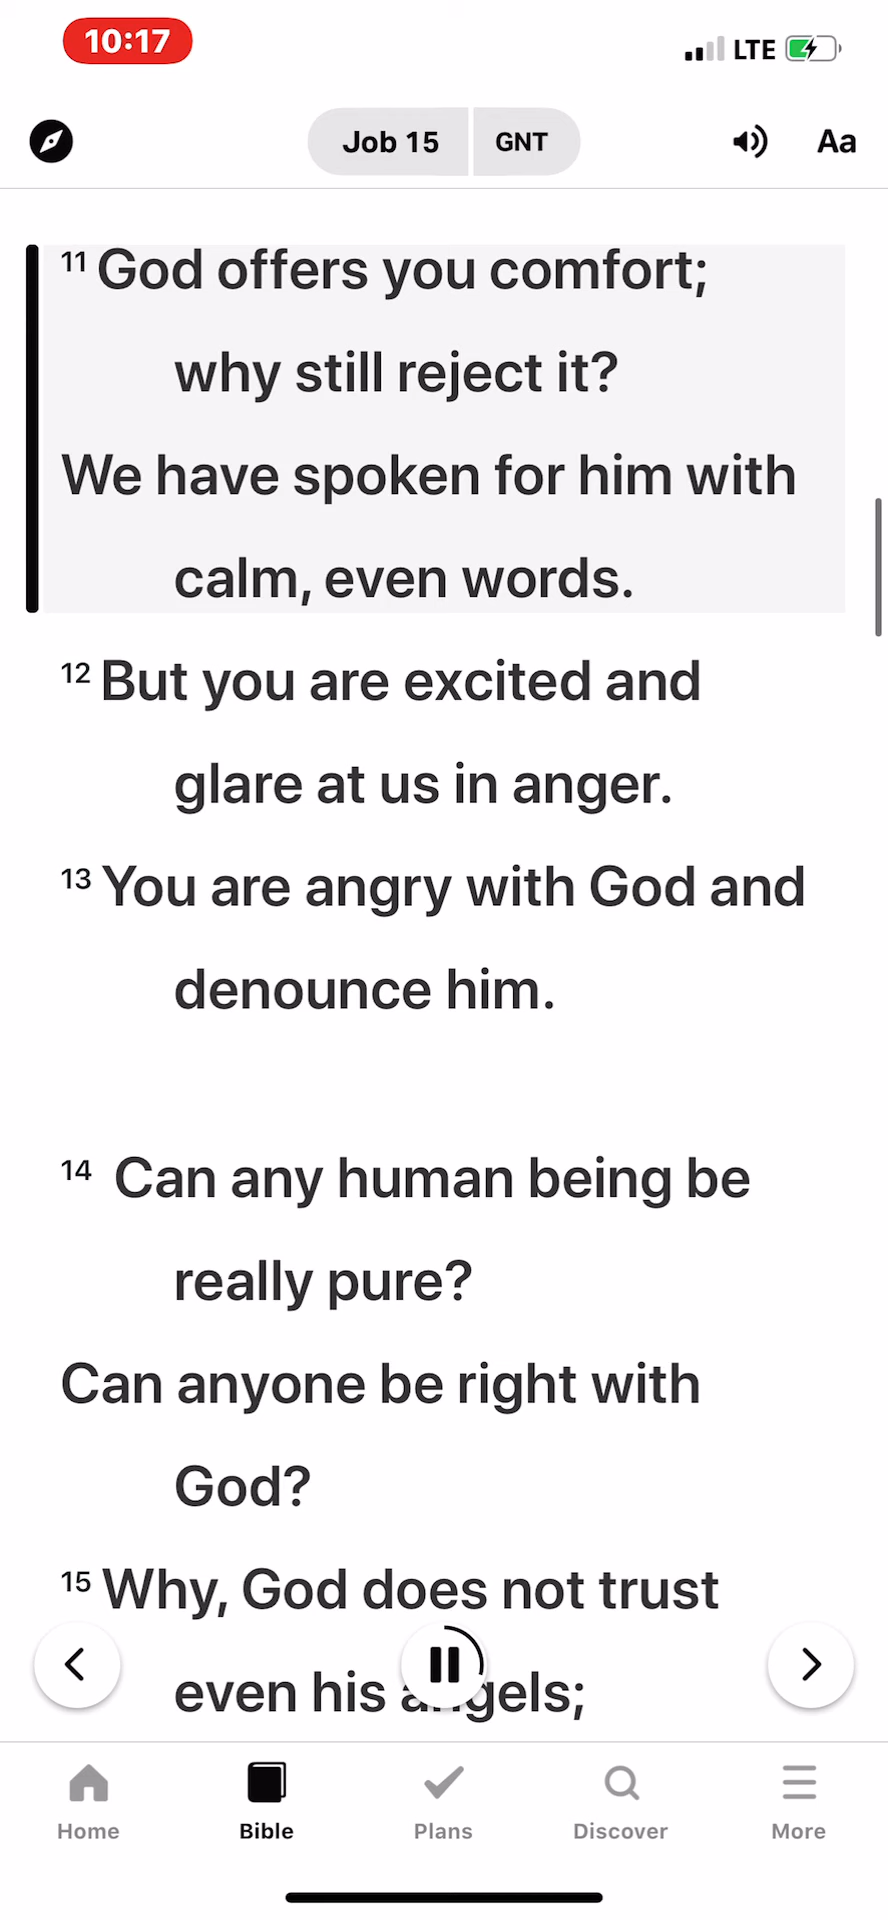 10:17
LTE
Job 15 GNT
Aa
11 God offers you comfort;
why still reject it?
We have spoken for him with
calm, even words.
12 But you are excited and
glare at us in anger.
13 You are angry with God and
denounce him.
14 Can any human being be
really pure?
Can anyone be right with
God?
15 Why, God does not trust
even his angels;
Home Bible Plans Discover More